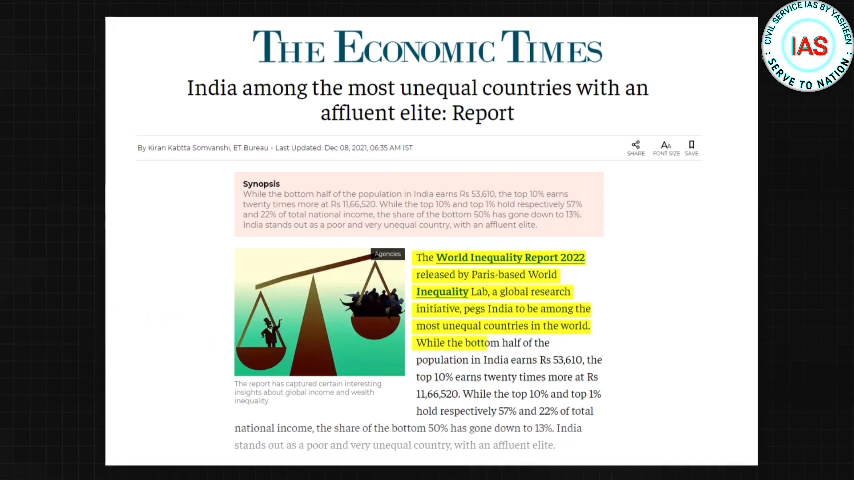 THE ECONOMIC TIMES
India among the most unequal countries with an
affluent elite: Report
By Kiran Kabtta Somvanshi, ET Bureau - Last Updated: Dec 08, 2021, 06:35 AM IST
SHARE FONT SIZE SAVE
Synopsis
While the bottom half of the population in India earns Rs 53,610, the top 10% earns
twenty times more at Rs 11,66,520. While the top 10% and top 1% hold respectively 57%
and 22% of total national income, the share of the bottom 50% has gone down to 13%.
India stands out as a poor and very unequal country, with an affluent elite.
Agencies
The report has captured certain interesting
insights about global income and wealth
inequality
The World Inequality Report 2022
released by Paris-based World
Inequality Lab, a global research
initiative, pegs India to be among the
most unequal countries in the world.
While the bottom half of the
population in India earns Rs 53,610, the
top 10% earns twenty times more at Rs
11,66,520. While the top 10% and top 1%
hold respectively 57% and 22% of total
national income, the share of the bottom 50% has gone down to 13%. India
stands out as a poor and very unequal country, with an affluent elite.
CIVIL SERVICE IAS BY YASHEEN
IAS
: SERVE TO NATION :